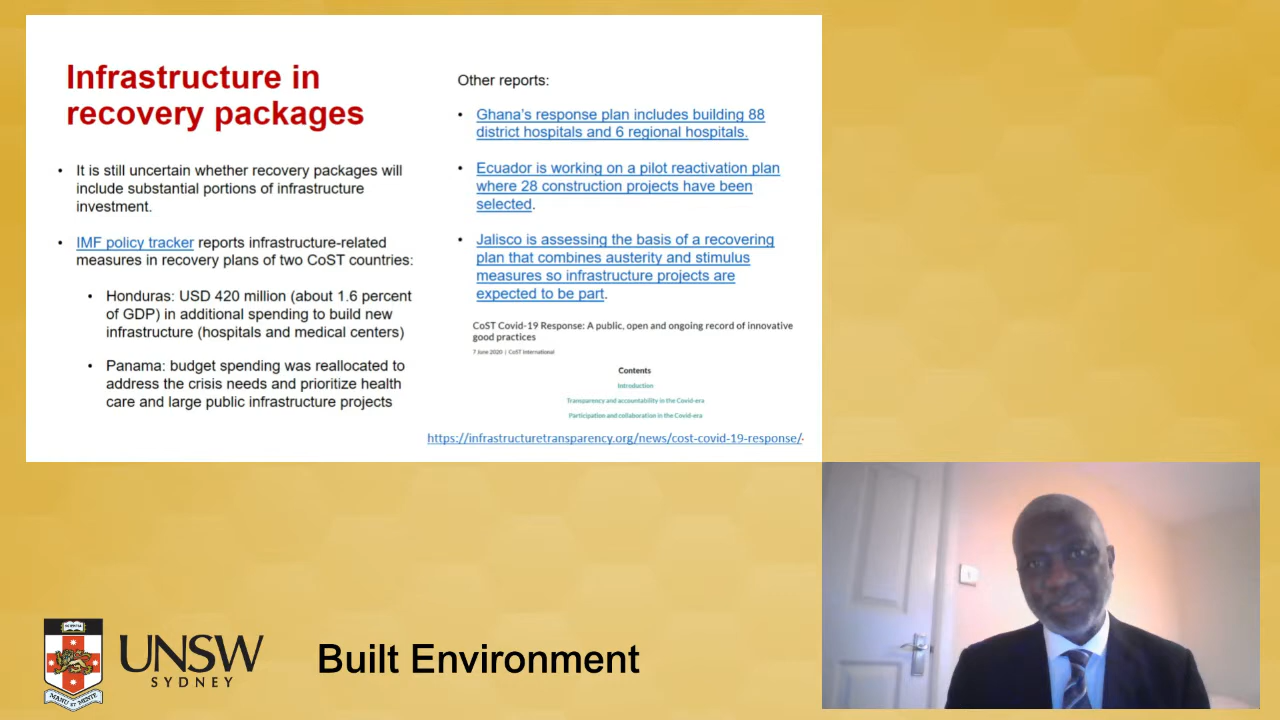 Infrastructure in
recovery packages
• It is still uncertain whether recovery packages will
include substantial portions of infrastructure
investment.
• IMF policy tracker reports infrastructure-related
measures in recovery plans of two CoST countries:
• Honduras: USD 420 million (about 1.6 percent
of GDP) in additional spending to build new
infrastructure (hospitals and medical centers)
• Panama: budget spending was reallocated to
address the crisis needs and prioritize health
care and large public infrastructure projects
Other reports:
• Ghana's response plan includes building 88
district hospitals and 6 regional hospitals.
• Ecuador is working on a pilot reactivation plan
where 28 construction projects have been
selected.
• Jalisco is assessing the basis of a recovering
plan that combines austerity and stimulus
measures so infrastructure projects are
expected to be part.
CoST Covid-19 Response: A public, open and ongoing record of innovative
good practices
7 June 2020 | CoST International
Contents
Introduction
Transparency and accountability in the Covid-era
Participation and collaboration in the Covid-era
https://infrastructuretransparency.org/news/cost-covid-19-response/.
MANU ET MENTE
UNSW
SYDNEY
Built Environment